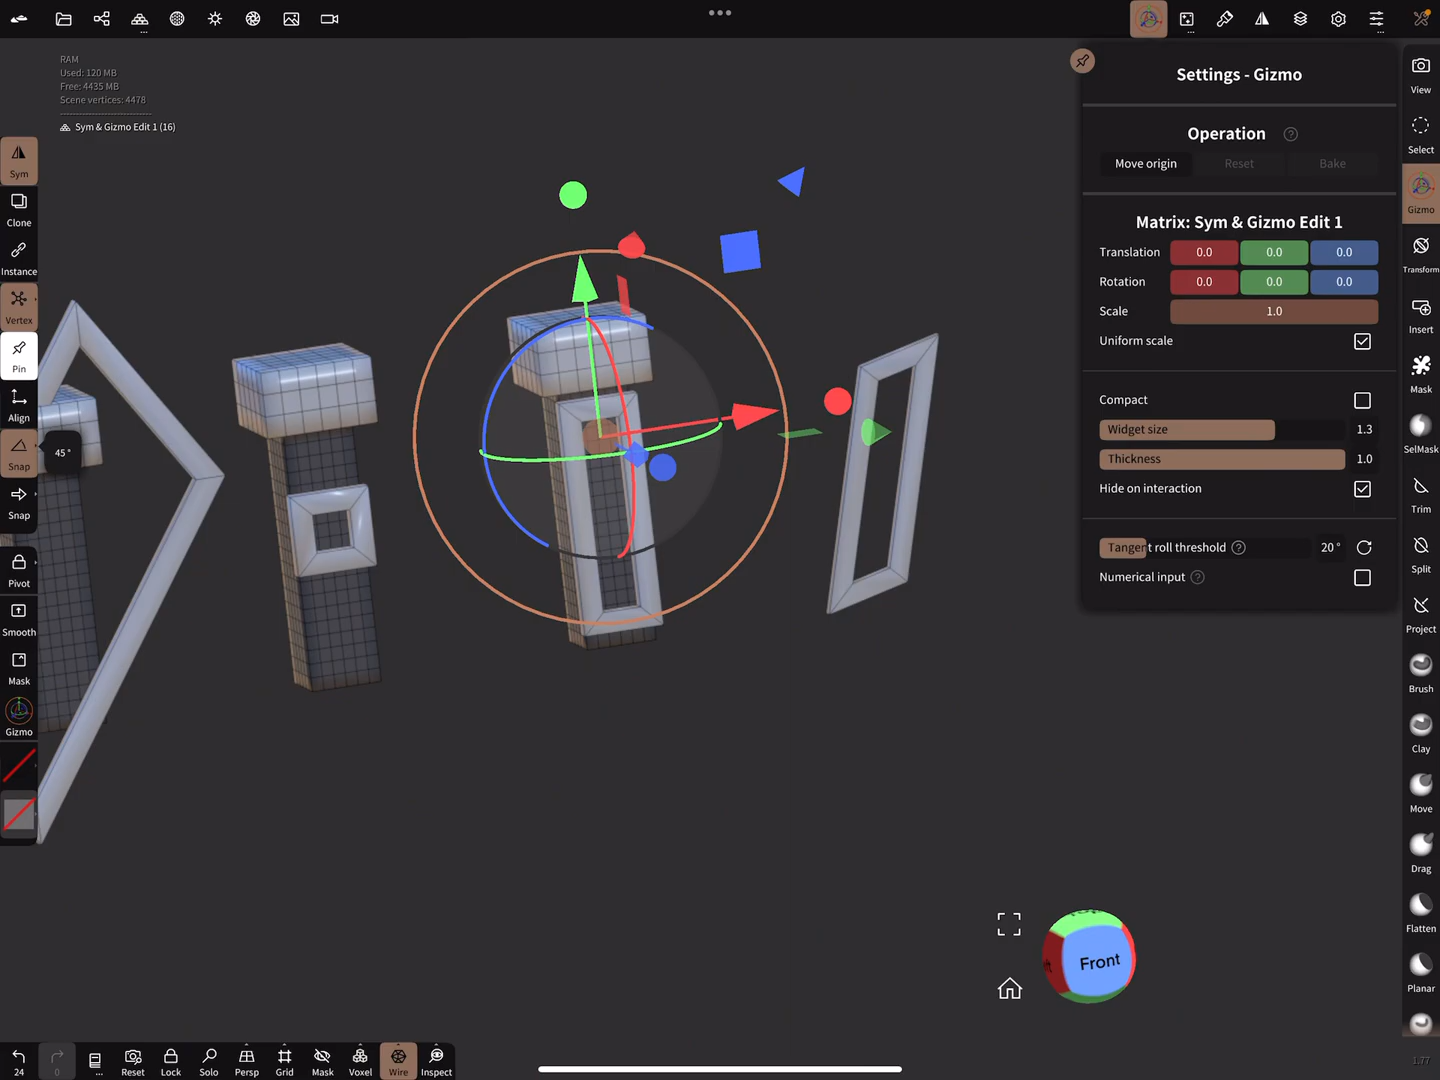 RAM
Used: 120 MB
Free: 4435 MB
Scene vertices: 4478
Sym & Gizmo Edit 1 (16)
Sym
Clone
Instance
Vertex
Pin
Align
Snap
45°
Snap
Pivot
Smooth
Mask
Gizmo
Settings - Gizmo
Operation ?
Move origin Reset Bake
Matrix: Sym & Gizmo Edit 1
Translation 0.0 0.0 0.0
Rotation 0.0 0.0 0.0
Scale 1.0
Uniform scale
Compact
Widget size 1.3
Thickness 1.0
Hide on interaction
Tangent roll threshold ? 20°
Numerical input ?
View
Select
Gizmo
Transform
Insert
Mask
SelMask
Trim
Split
Project
Brush
Clay
Move
Drag
Flatten
Planar
Front
24
0
Reset
Lock
Solo
Persp
Grid
Mask
Voxel
Wire
Inspect
1.77